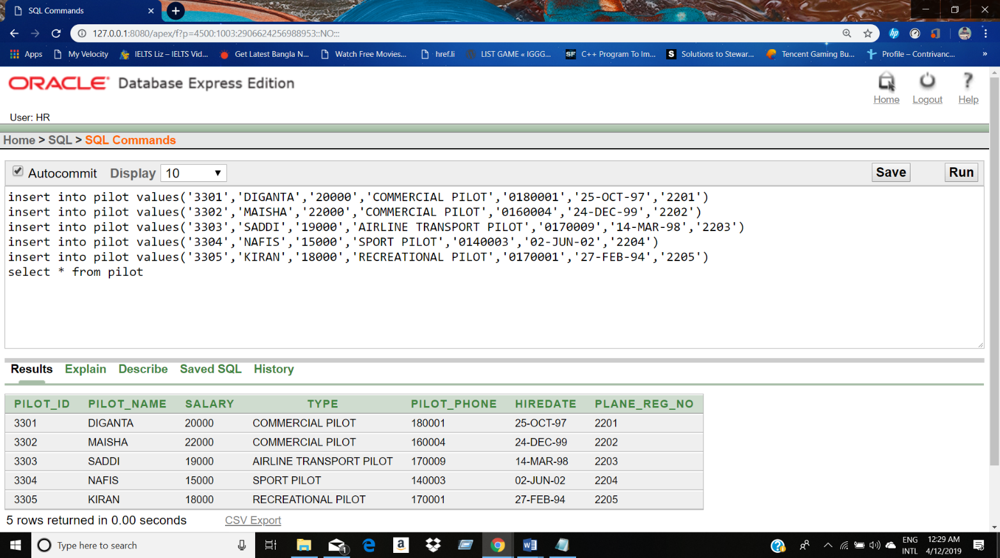 SQL Commands
127.0.0.1:8080/apex/f?p=4500:1003:2906624256988953::NO:::
Apps My Velocity IELTS Liz – IELTS Vid... Get Latest Bangla N... Watch Free Movies... href.li LIST GAME « IGGG... SF C++ Program To Im... S Solutions to Stewar... Tencent Gaming Bu... Profile – Contrivanc... »
ORACLE Database Express Edition
Home Logout Help
User: HR
Home > SQL > SQL Commands
Autocommit Display 10 Save Run
insert into pilot values('3301','DIGANTA','20000','COMMERCIAL PILOT','0180001','25-OCT-97','2201')
insert into pilot values('3302','MAISHA','22000','COMMERCIAL PILOT','0160004','24-DEC-99','2202')
insert into pilot values('3303','SADDI','19000','AIRLINE TRANSPORT PILOT','0170009','14-MAR-98','2203')
insert into pilot values('3304','NAFIS','15000','SPORT PILOT','0140003','02-JUN-02','2204')
insert into pilot values('3305','KIRAN','18000','RECREATIONAL PILOT','0170001','27-FEB-94','2205')
select * from pilot
Results Explain Describe Saved SQL History
PILOT_ID PILOT_NAME SALARY TYPE PILOT_PHONE HIREDATE PLANE_REG_NO
3301 DIGANTA 20000 COMMERCIAL PILOT 180001 25-OCT-97 2201
3302 MAISHA 22000 COMMERCIAL PILOT 160004 24-DEC-99 2202
3303 SADDI 19000 AIRLINE TRANSPORT PILOT 170009 14-MAR-98 2203
3304 NAFIS 15000 SPORT PILOT 140003 02-JUN-02 2204
3305 KIRAN 18000 RECREATIONAL PILOT 170001 27-FEB-94 2205
5 rows returned in 0.00 seconds CSV Export
Type here to search 1 ENG 12:29 AM
INTL 4/12/2019